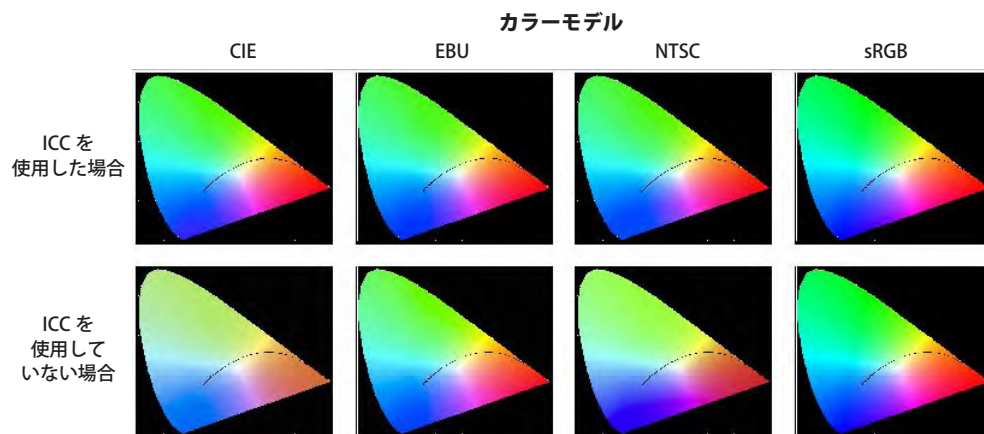 カラーモデル
CIE
EBU
NTSC
sRGB
ICC を
使用した場合
ICC を
使用して
いない場合